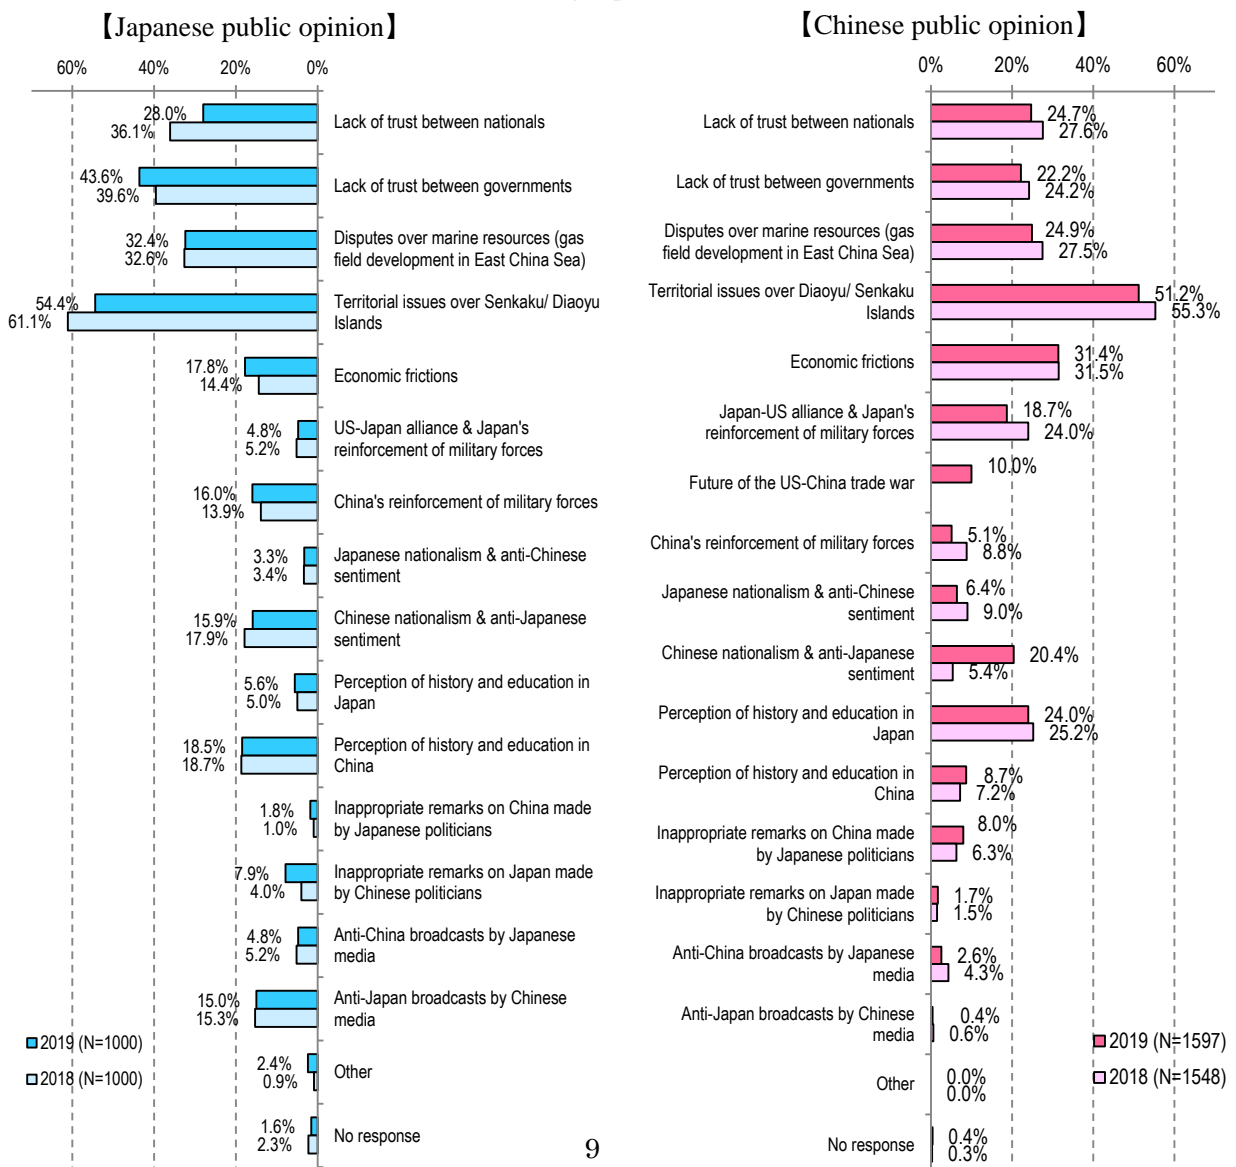 【Japanese public opinion】
60% 40% 20% 0%
28.0%
36.1%
Lack of trust between nationals
43.6%
39.6%
Lack of trust between governments
32.4%
32.6%
Disputes over marine resources (gas
field development in East China Sea)
54.4%
61.1%
Territorial issues over Senkaku/ Diaoyu
Islands
17.8%
14.4%
Economic frictions
4.8%
5.2%
US-Japan alliance & Japan's
reinforcement of military forces
16.0%
13.9%
China's reinforcement of military forces
3.3%
3.4%
Japanese nationalism & anti-Chinese
sentiment
15.9%
17.9%
Chinese nationalism & anti-Japanese
sentiment
5.6%
5.0%
Perception of history and education in
Japan
18.5%
18.7%
Perception of history and education in
China
1.8%
1.0%
Inappropriate remarks on China made
by Japanese politicians
7.9%
4.0%
Inappropriate remarks on Japan made
by Chinese politicians
4.8%
5.2%
Anti-China broadcasts by Japanese
media
15.0%
15.3%
Anti-Japan broadcasts by Chinese
media
2.4%
0.9%
Other
1.6%
2.3%
No response
2019 (N=1000)
2018 (N=1000)
【Chinese public opinion】
0% 20% 40% 60%
Lack of trust between nationals
24.7%
27.6%
Lack of trust between governments
22.2%
24.2%
Disputes over marine resources (gas
field development in East China Sea)
24.9%
27.5%
Territorial issues over Diaoyu/ Senkaku
Islands
51.2%
55.3%
Economic frictions
31.4%
31.5%
Japan-US alliance & Japan's
reinforcement of military forces
18.7%
24.0%
Future of the US-China trade war
10.0%
China's reinforcement of military forces
5.1%
8.8%
Japanese nationalism & anti-Chinese
sentiment
6.4%
9.0%
Chinese nationalism & anti-Japanese
sentiment
20.4%
5.4%
Perception of history and education in
Japan
24.0%
25.2%
Perception of history and education in
China
8.7%
7.2%
Inappropriate remarks on China made
by Japanese politicians
8.0%
6.3%
Inappropriate remarks on Japan made
by Chinese politicians
1.7%
1.5%
Anti-China broadcasts by Japanese
media
2.6%
4.3%
Anti-Japan broadcasts by Chinese
media
0.4%
0.6%
Other
0.0%
0.0%
No response
0.4%
0.3%
2019 (N=1597)
2018 (N=1548)
9